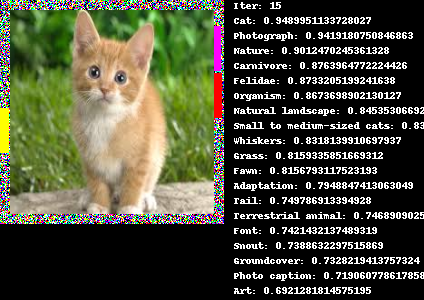 Iter: 15
Cat: 0.9489951133728027
Photograph: 0.9419180750846863
Nature: 0.9012470245361328
Carnivore: 0.8763964772224426
Felidae: 0.8733205199241638
Organism: 0.8673698902130127
Natural landscape: 0.84535306692
Small to medium-sized cats: 0.83
Whiskers: 0.8318139910697937
Grass: 0.8159335851669312
Fawn: 0.8156793117523193
Adaptation: 0.7948847413063049
Tail: 0.749786913394928
Terrestrial animal: 0.7468909025
Font: 0.7421432137489319
Snout: 0.7388632297515869
Groundcover: 0.7328219413757324
Photo caption: 0.719060778617858
Art: 0.6921281814575195